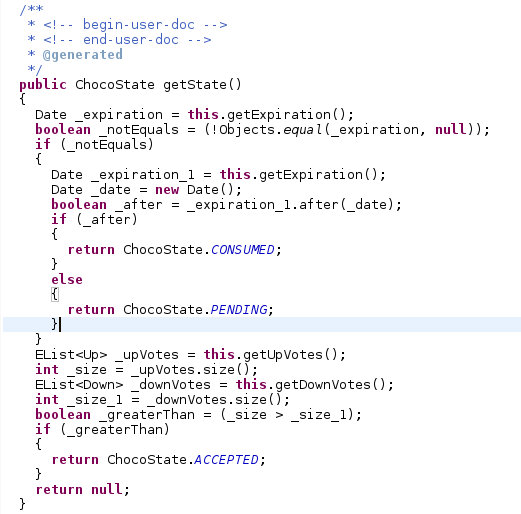 /**
 * <!-- begin-user-doc -->
 * <!-- end-user-doc -->
 * @generated
 */
public ChocoState getState()
{
  Date _expiration = this.getExpiration();
  boolean _notEquals = (!Objects.equal(_expiration, null));
  if (_notEquals)
  {
    Date _expiration_1 = this.getExpiration();
    Date _date = new Date();
    boolean _after = _expiration_1.after(_date);
    if (_after)
    {
      return ChocoState.CONSUMED;
    }
    else
    {
      return ChocoState.PENDING;
    }
  }
  EList<Up> _upVotes = this.getUpVotes();
  int _size = _upVotes.size();
  EList<Down> _downVotes = this.getDownVotes();
  int _size_1 = _downVotes.size();
  boolean _greaterThan = (_size > _size_1);
  if (_greaterThan)
  {
    return ChocoState.ACCEPTED;
  }
  return null;
}